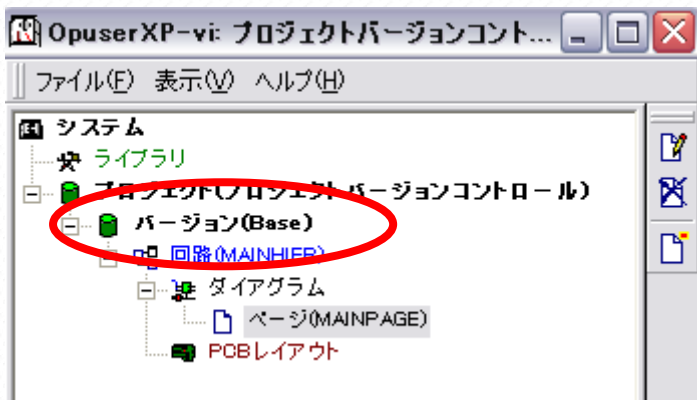 OpuserXP-vi: プロジェクトバージョンコント...
ファイル(F) 表示(V) ヘルプ(H)
システム
ライブラリ
プロジェクト(プロジェクト バージョンコントロール)
バージョン(Base)
回路(MAINHIER)
ダイアグラム
ページ(MAINPAGE)
PCBレイアウト